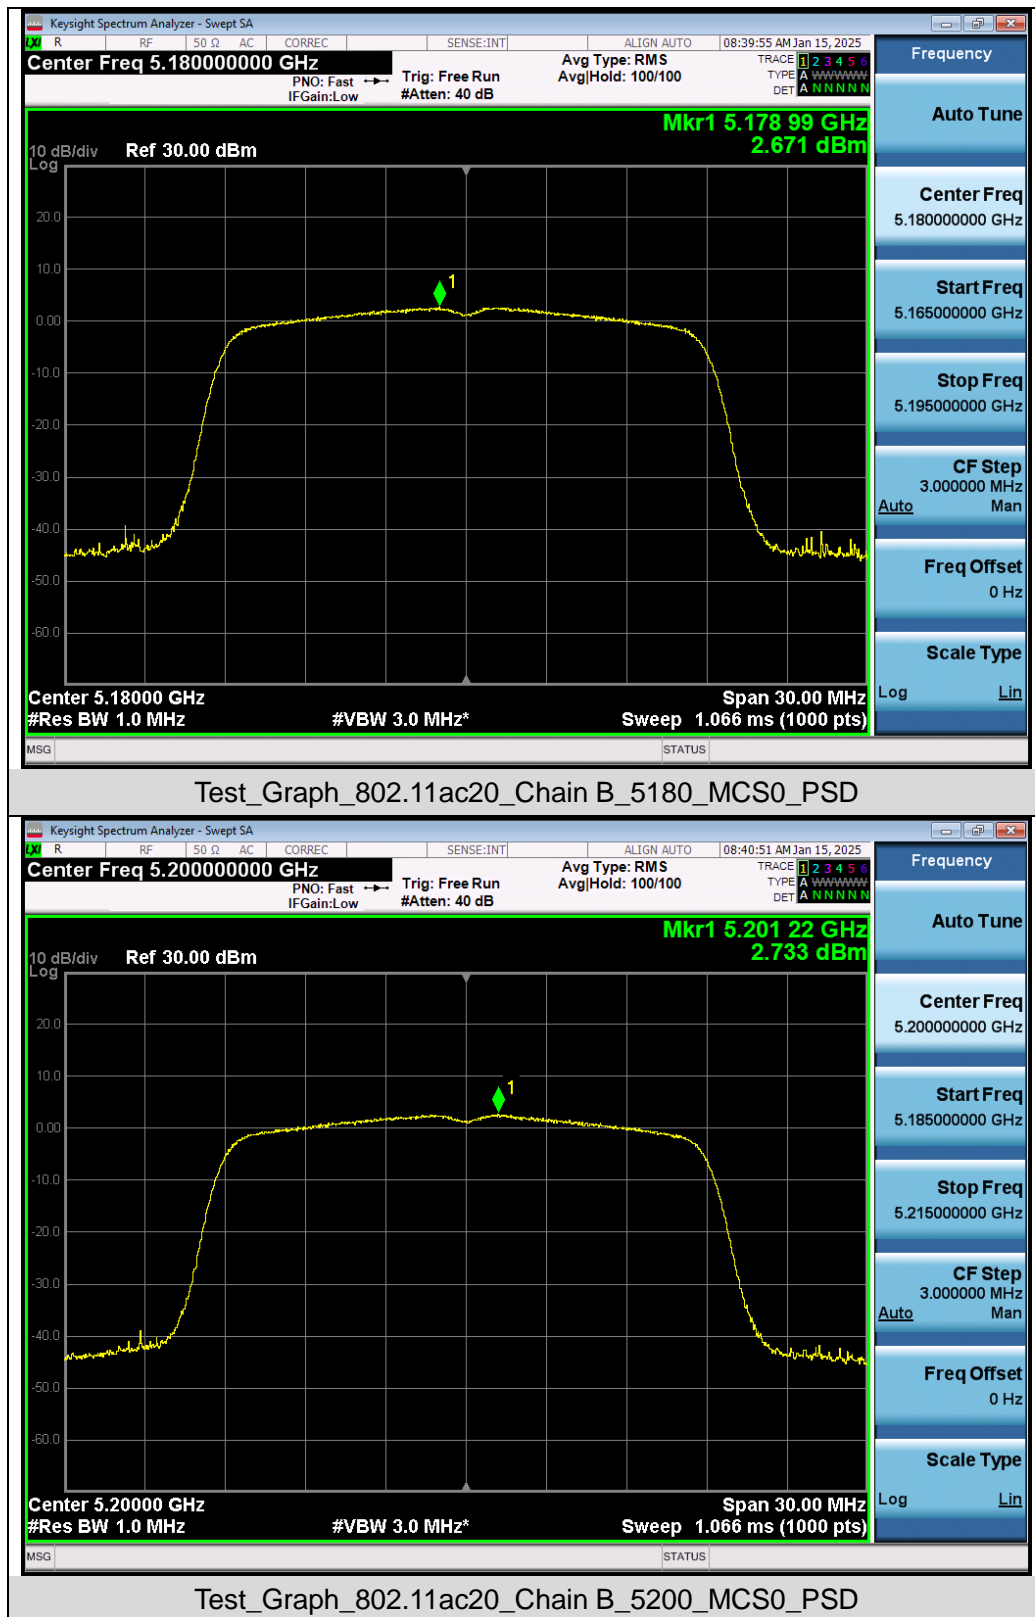 Keysight Spectrum Analyzer - Swept SA
LXI R RF 50 Ω AC CORREC SENSE:INT ALIGN AUTO 08:39:55 AM Jan 15, 2025
Center Freq 5.180000000 GHz
PNO: Fast
IFGain:Low
Trig: Free Run
#Atten: 40 dB
Avg Type: RMS
Avg|Hold: 100/100
TRACE 1 2 3 4 5 6
TYPE A WWWWW
DET A N N N N N
Mkr1 5.178 99 GHz
2.671 dBm
10 dB/div Ref 30.00 dBm
Log
20.0
10.0
1
0.00
-10.0
-20.0
-30.0
-40.0
-50.0
-60.0
Center 5.18000 GHz Span 30.00 MHz
#Res BW 1.0 MHz #VBW 3.0 MHz* Sweep 1.066 ms (1000 pts)
MSG STATUS
Frequency
Auto Tune
Center Freq
5.180000000 GHz
Start Freq
5.165000000 GHz
Stop Freq
5.195000000 GHz
CF Step
3.000000 MHz
Auto Man
Freq Offset
0 Hz
Scale Type
Log Lin
Test_Graph_802.11ac20_Chain B_5180_MCS0_PSD
Keysight Spectrum Analyzer - Swept SA
LXI R RF 50 Ω AC CORREC SENSE:INT ALIGN AUTO 08:40:51 AM Jan 15, 2025
Center Freq 5.200000000 GHz
PNO: Fast
IFGain:Low
Trig: Free Run
#Atten: 40 dB
Avg Type: RMS
Avg|Hold: 100/100
TRACE 1 2 3 4 5 6
TYPE A WWWWW
DET A N N N N N
Mkr1 5.201 22 GHz
2.733 dBm
10 dB/div Ref 30.00 dBm
Log
20.0
10.0
1
0.00
-10.0
-20.0
-30.0
-40.0
-50.0
-60.0
Center 5.20000 GHz Span 30.00 MHz
#Res BW 1.0 MHz #VBW 3.0 MHz* Sweep 1.066 ms (1000 pts)
MSG STATUS
Frequency
Auto Tune
Center Freq
5.200000000 GHz
Start Freq
5.185000000 GHz
Stop Freq
5.215000000 GHz
CF Step
3.000000 MHz
Auto Man
Freq Offset
0 Hz
Scale Type
Log Lin
Test_Graph_802.11ac20_Chain B_5200_MCS0_PSD